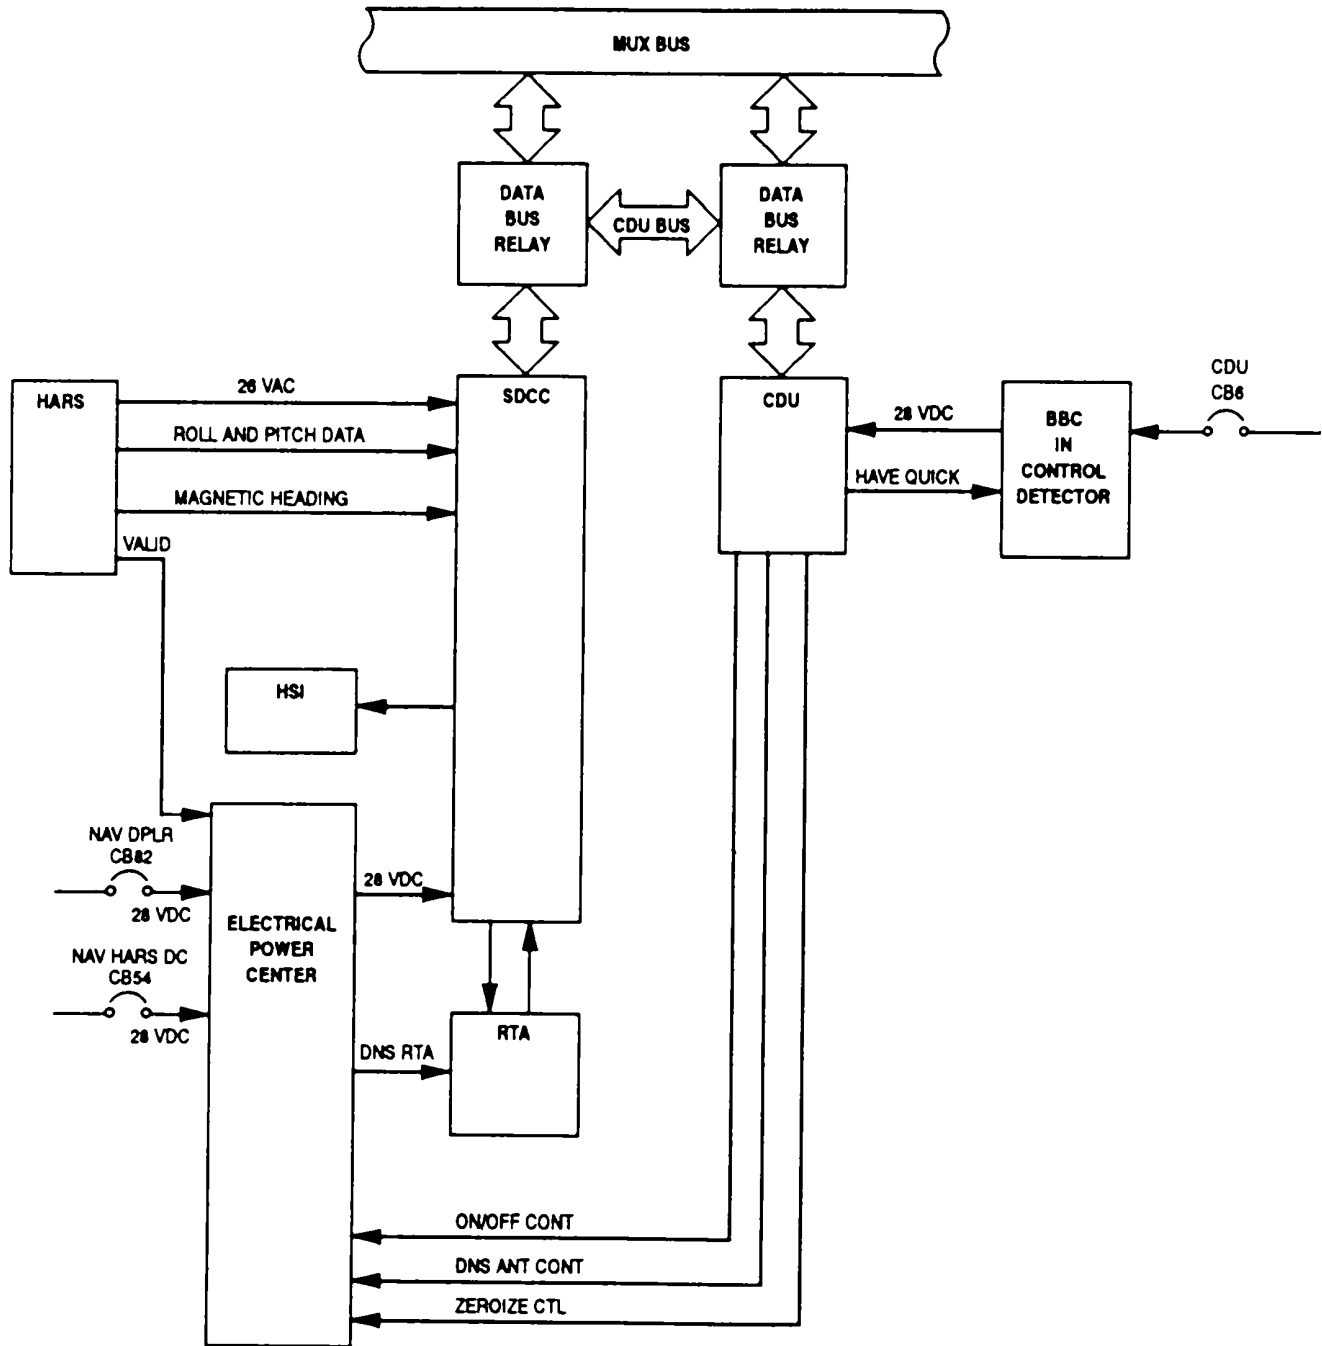 MUX BUS
DATA
BUS
RELAY
CDU BUS
DATA
BUS
RELAY
HARS
26 VAC
ROLL AND PITCH DATA
MAGNETIC HEADING
VALID
SDCC
CDU
28 VDC
HAVE QUICK
BBC
IN
CONTROL
DETECTOR
CDU
CB6
HSI
NAV DPLR
CB82
28 VDC
NAV HARS DC
CB54
28 VDC
ELECTRICAL
POWER
CENTER
28 VDC
DNS RTA
RTA
ON/OFF CONT
DNS ANT CONT
ZEROIZE CTL